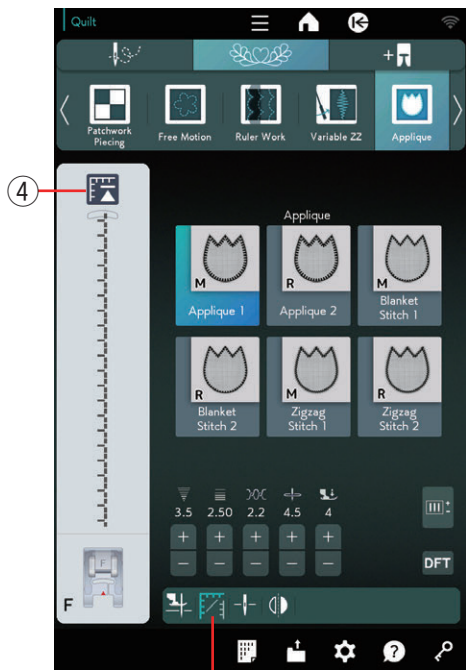 Quilt
+
Patchwork
Piecing
Free Motion
Ruler Work
Variable ZZ
Applique
④
Applique
M
Applique 1
R
Applique 2
M
Blanket
Stitch 1
R
Blanket
Stitch 2
M
Zigzag
Stitch 1
R
Zigzag
Stitch 2
3.5 2.50 2.2 4.5 4
+ + + + +
− − − − −
DFT
F
F
?